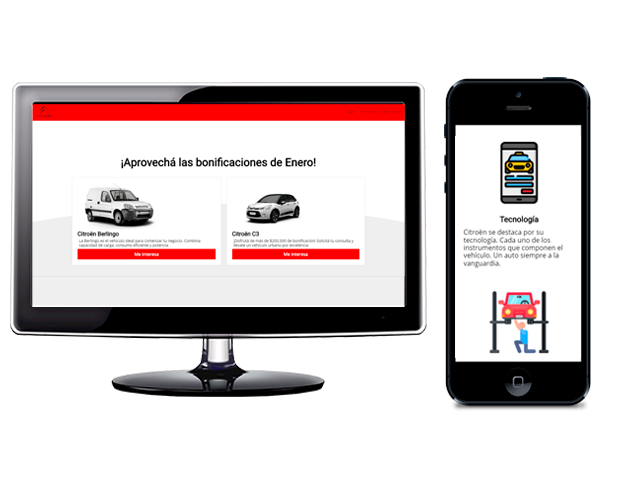 ¡Aprovechá las bonificaciones de Enero!
Citroën Berlingo
La Berlingo es el vehículo ideal para comenzar su negocio. Combina
capacidad de carga, consumo eficiente y potencia
Me interesa
Citroën C3
¡Disfrutá de más de $200,000 de bonificación! Solicitá tu consulta y
llevate un vehículo urbano por excelencia
Me interesa
Tecnología
Citroën se destaca por su
tecnología. Cada uno de los
instrumentos que componen el
vehículo. Un auto siempre a la
vanguardia.